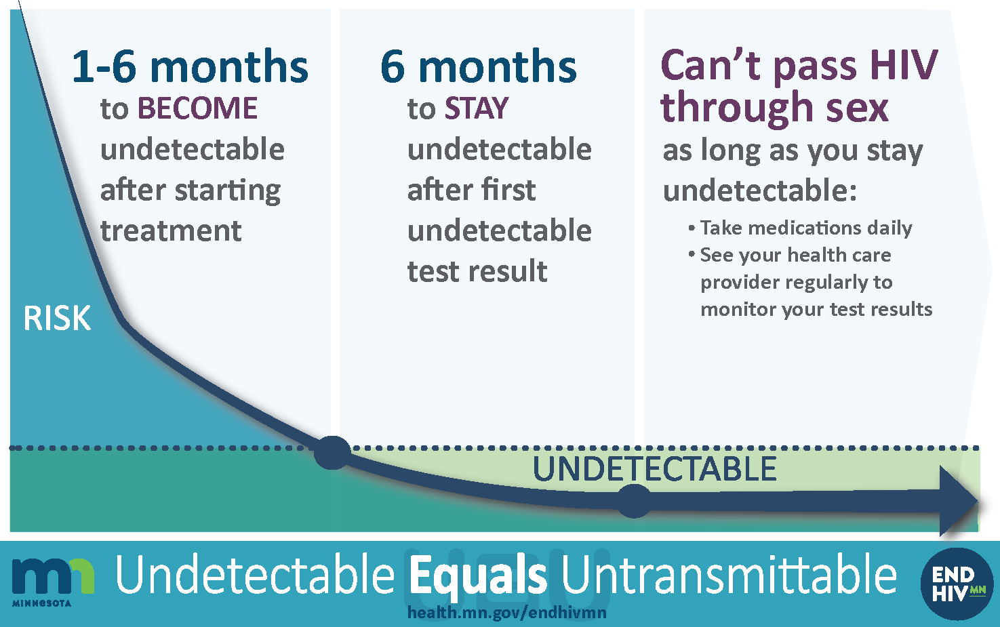 1-6 months
to BECOME
undetectable
after starting
treatment
6 months
to STAY
undetectable
after first
undetectable
test result
Can’t pass HIV
through sex
as long as you stay
undetectable:
• Take medications daily
• See your health care
provider regularly to
monitor your test results
RISK
UNDETECTABLE
mn
MINNESOTA
Undetectable Equals Untransmittable
U=U
health.mn.gov/endhivmn
END
HIV MN